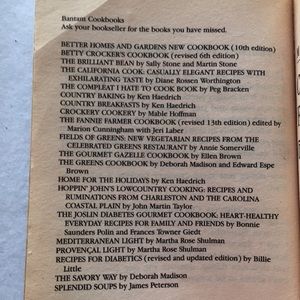 Bantam Cookbooks
Ask your bookseller for the books you have missed.
BETTER HOMES AND GARDENS NEW COOKBOOK (10th edition)
BETTY CROCKER'S COOKBOOK (revised 6th edition)
THE BRILLIANT BEAN by Sally Stone and Martin Stone
THE CALIFORNIA COOK: CASUALLY ELEGANT RECIPES WITH
EXHILARATING TASTE by Diane Rossen Worthington
THE COMPLEAT I HATE TO COOK BOOK by Peg Bracken
COUNTRY BAKING by Ken Haedrich
COUNTRY BREAKFASTS by Ken Haedrich
CROCKERY COOKERY by Mable Hoffman
THE FANNIE FARMER COOKBOOK (revised 13th edition) edited by
Marion Cunningham with Jeri Laber
FIELDS OF GREENS: NEW VEGETARIAN RECIPES FROM THE
CELEBRATED GREENS RESTAURANT by Annie Somerville
THE GOURMET GAZELLE COOKBOOK by Ellen Brown
THE GREENS COOKBOOK by Deborah Madison and Edward Espe
Brown
HOME FOR THE HOLIDAYS by Ken Haedrich
HOPPIN' JOHN'S LOWCOUNTRY COOKING: RECIPES AND
RUMINATIONS FROM CHARLESTON AND THE CAROLINA
COASTAL PLAIN by John Martin Taylor
THE JOSLIN DIABETES GOURMET COOKBOOK: HEART-HEALTHY
EVERYDAY RECIPES FOR FAMILY AND FRIENDS by Bonnie
Saunders Polin and Frances Towner Giedt
MEDITERRANEAN LIGHT by Martha Rose Shulman
PROVENÇAL LIGHT by Martha Rose Shulman
RECIPES FOR DIABETICS (revised and updated edition) by Billie
Little
THE SAVORY WAY by Deborah Madison
SPLENDID SOUPS by James Peterson